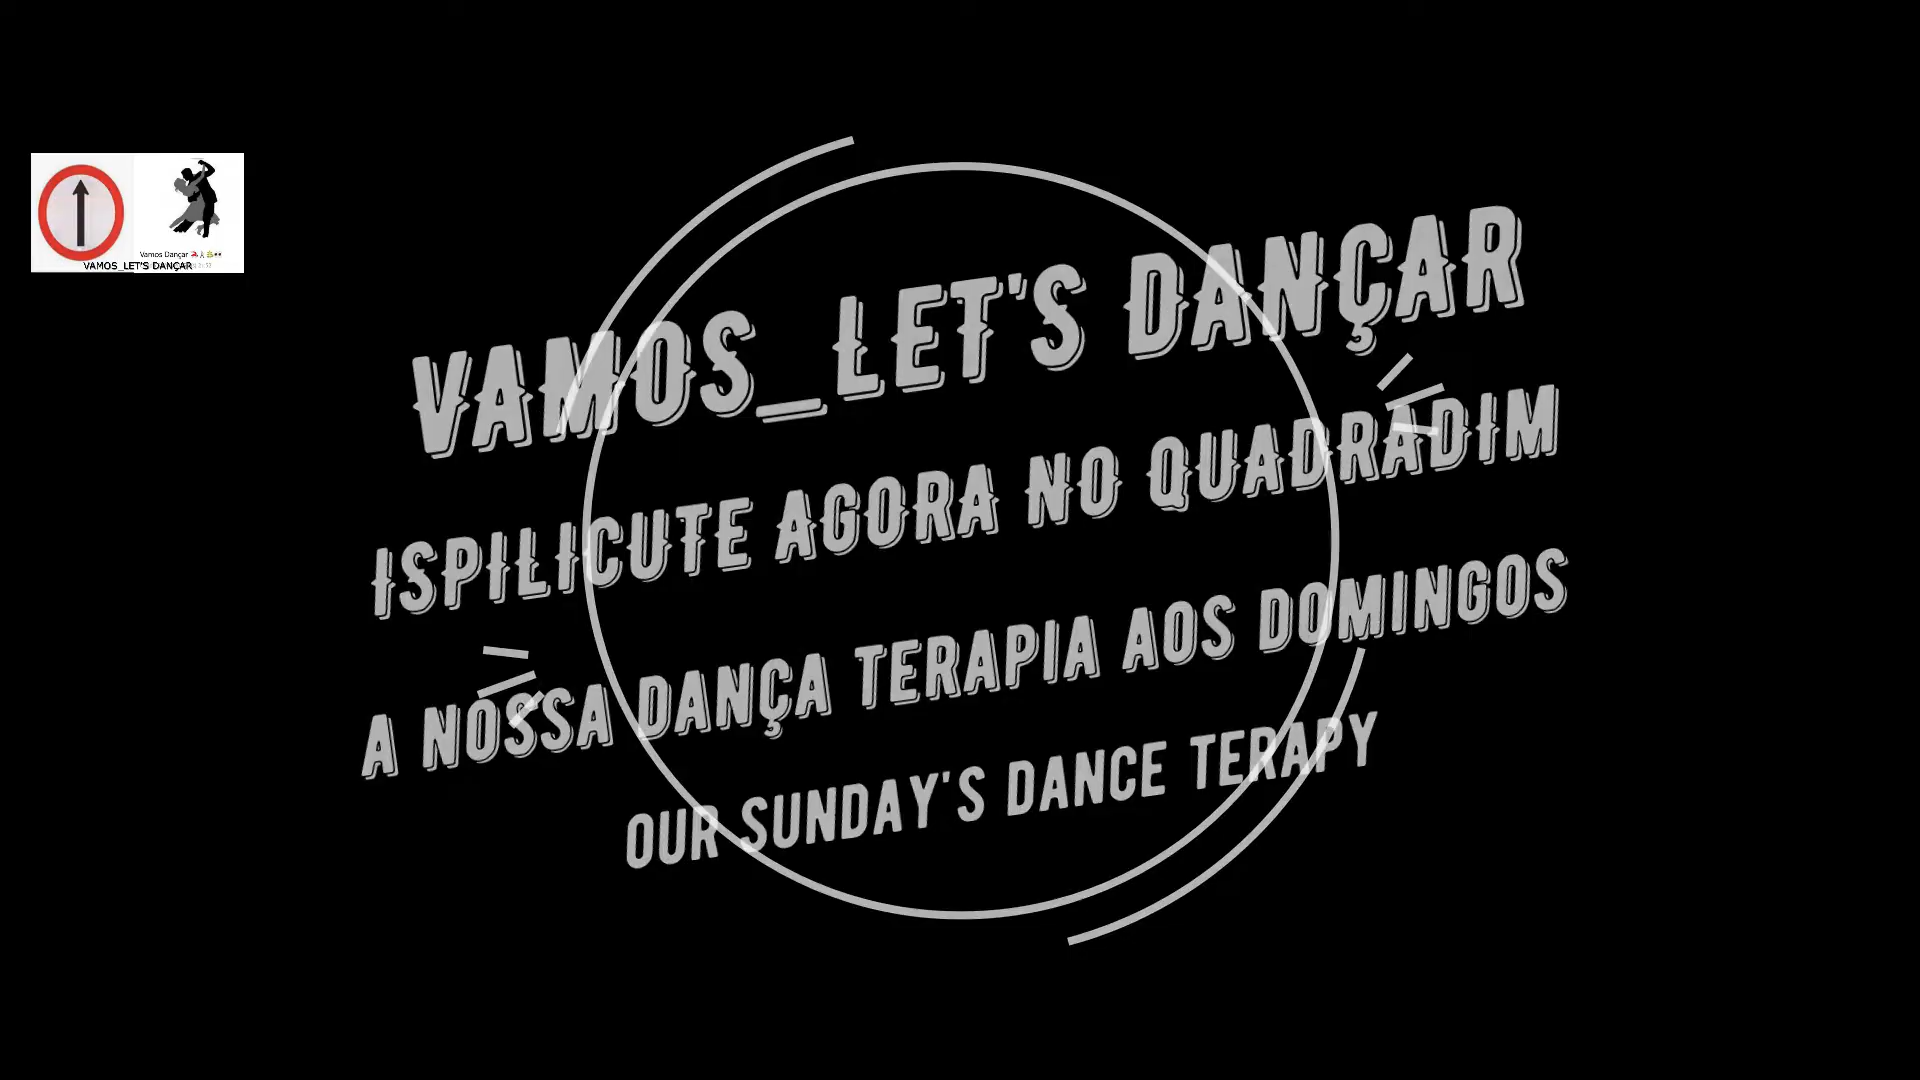 Vamos Dançar
VAMOS_LET'S DANÇAR
VAMOS_LET'S DANÇAR
ISPILICUTE AGORA NO QUADRADIM
A NOSSA DANÇA TERAPIA AOS DOMINGOS
OUR SUNDAY'S DANCE TERAPY